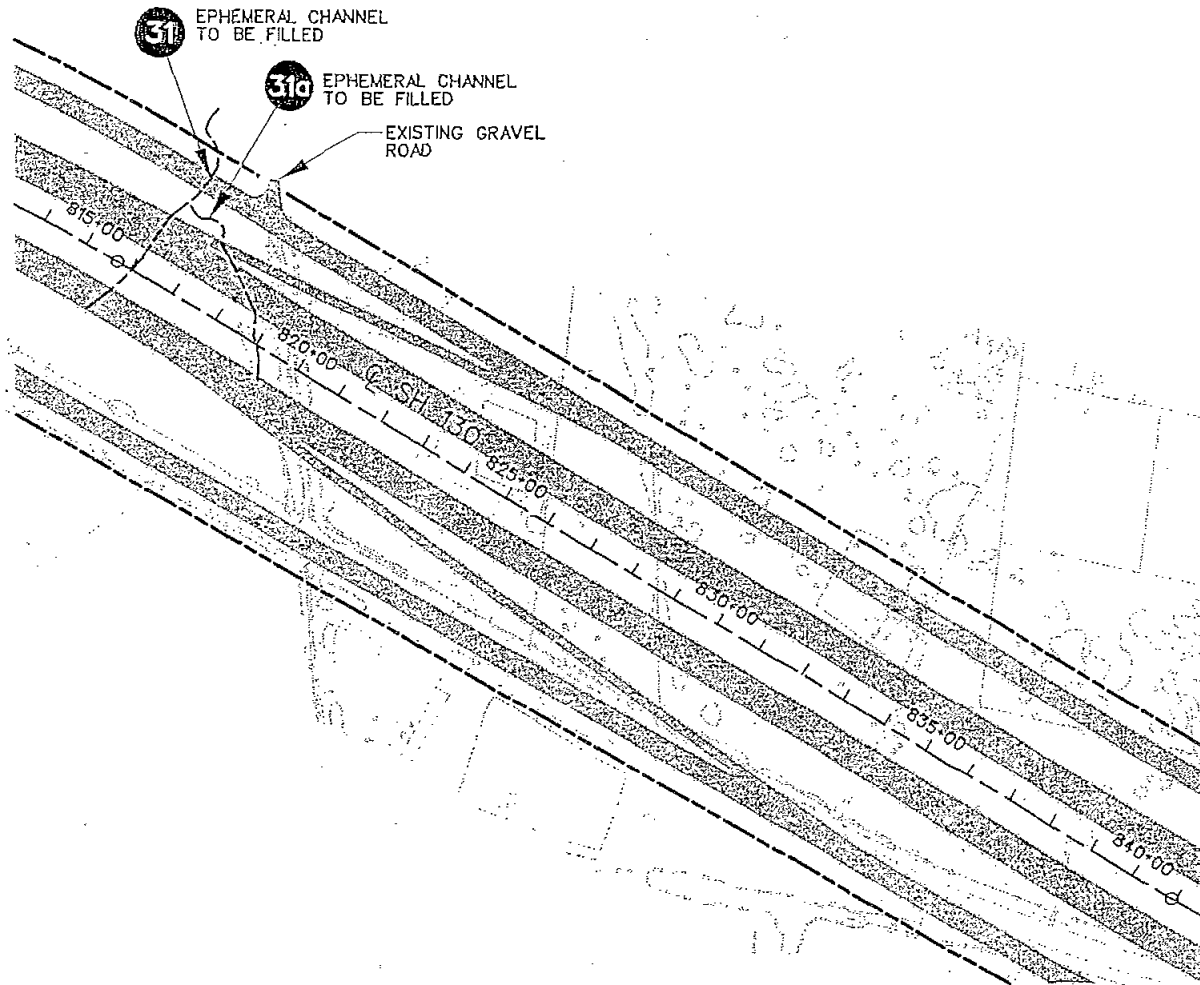 31 EPHEMERAL CHANNEL
TO BE FILLED
31a EPHEMERAL CHANNEL
TO BE FILLED
EXISTING GRAVEL
ROAD
815+00
820+00
℄ SH 130
825+00
830+00
835+00
840+00